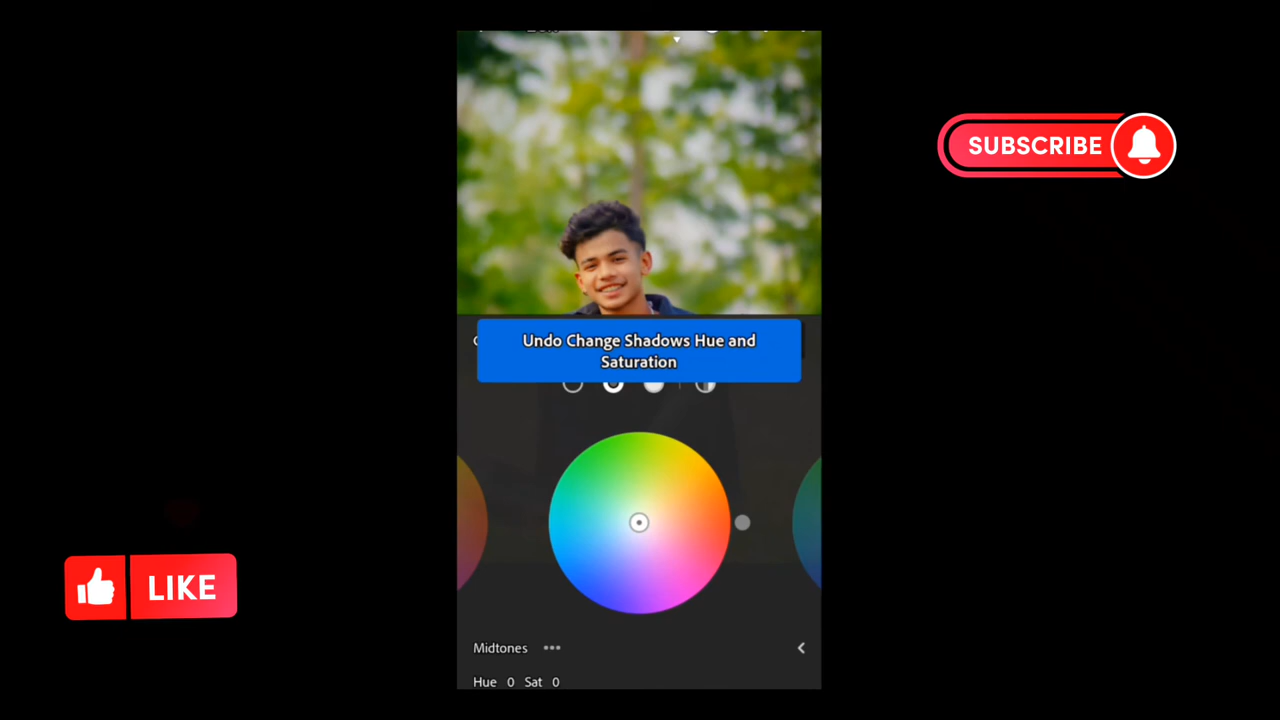 SUBSCRIBE
Undo Change Shadows Hue and
Saturation
LIKE
Midtones •••
Hue 0 Sat 0